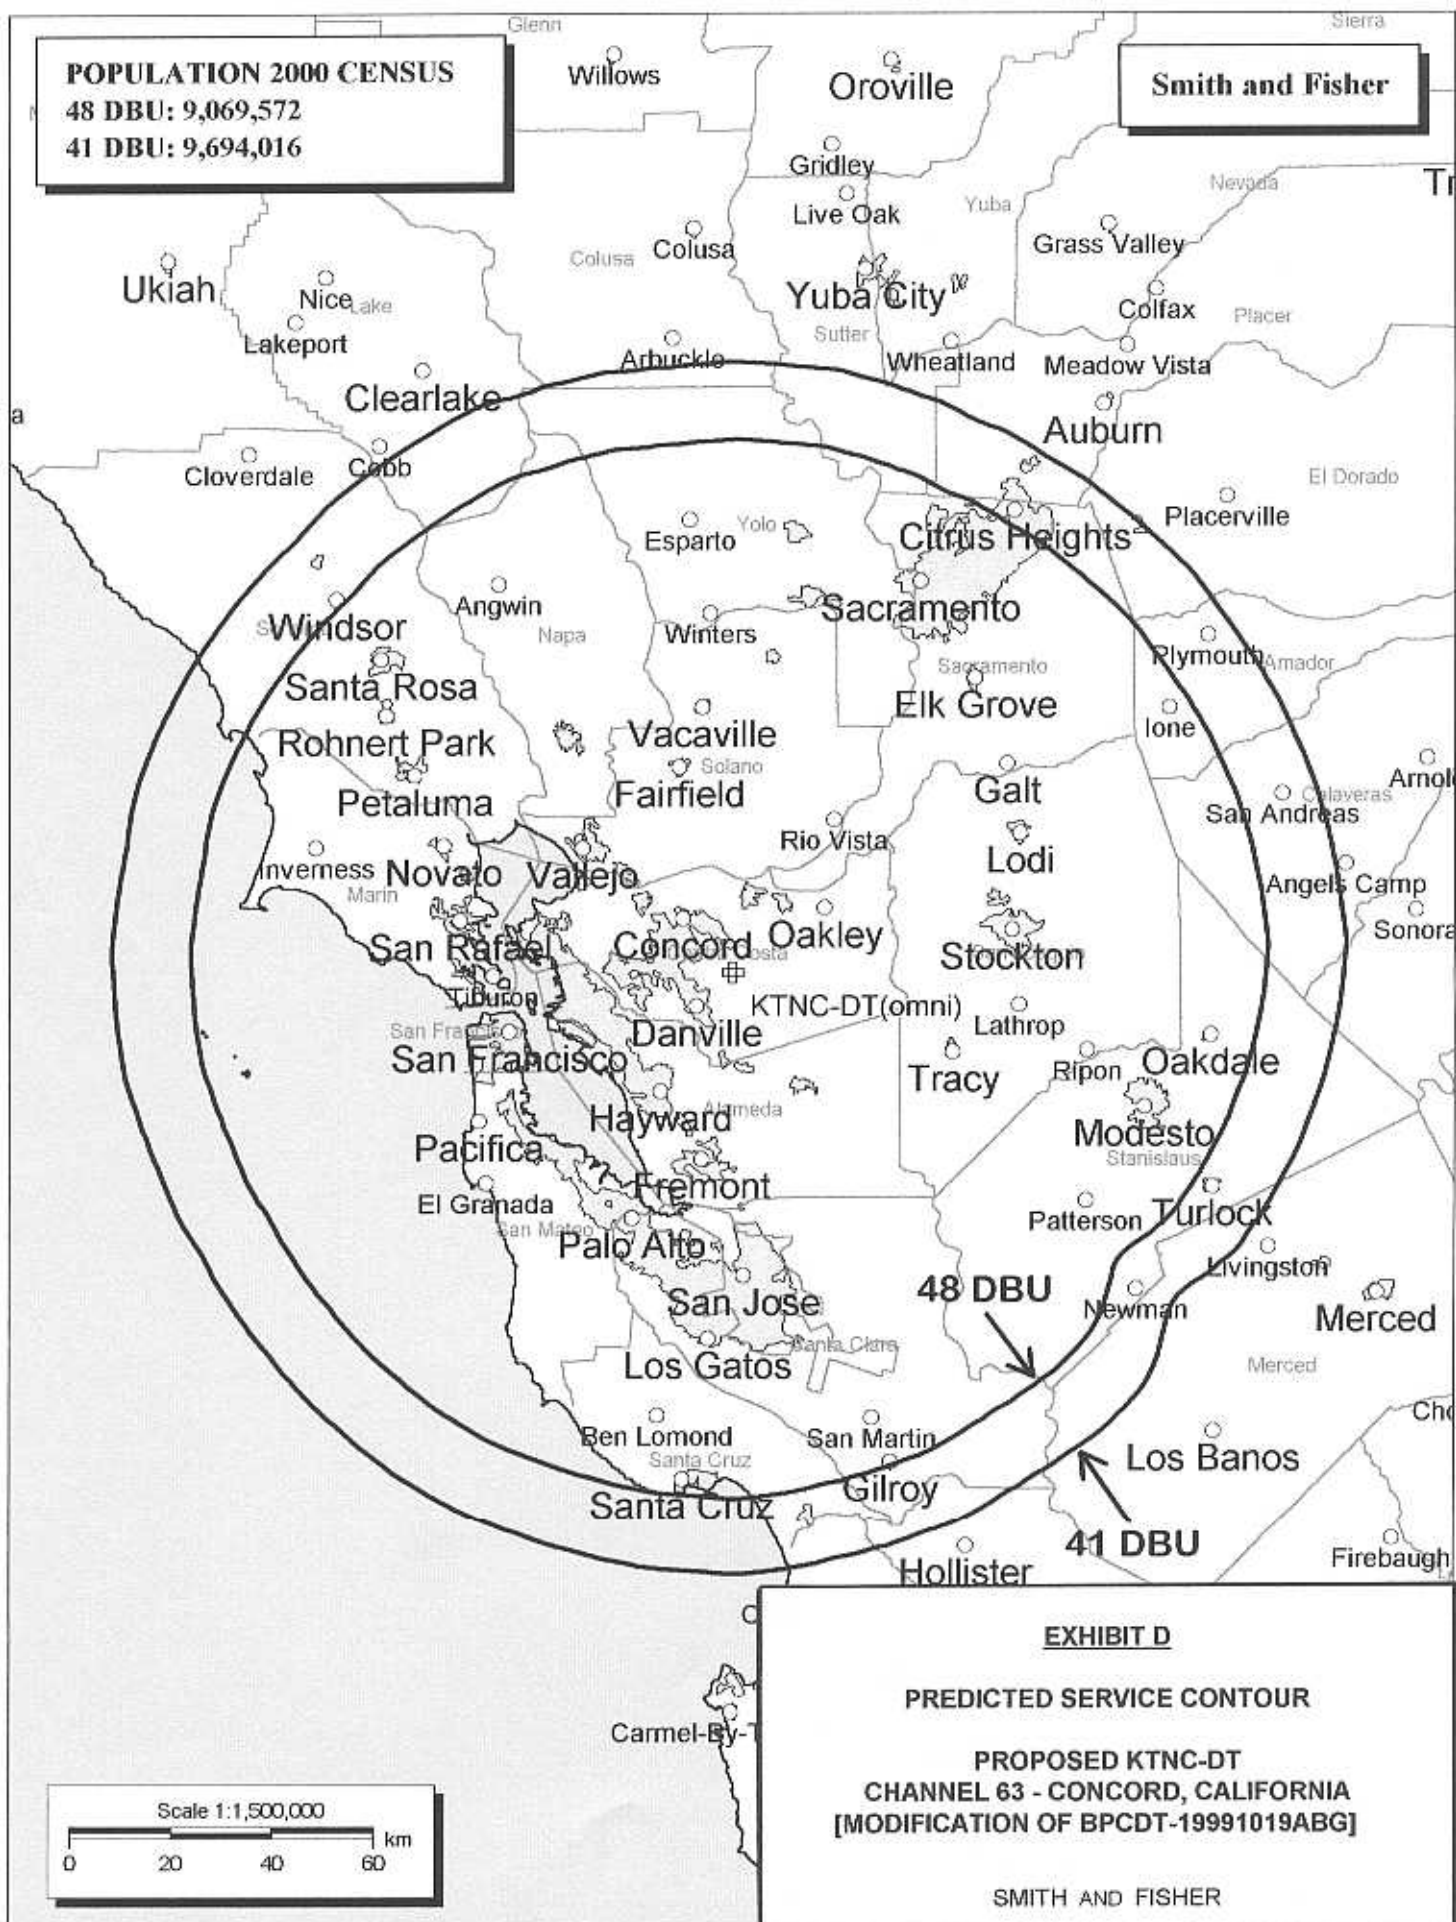 Glenn
Sierra
POPULATION 2000 CENSUS
48 DBU: 9,069,572
41 DBU: 9,694,016
Willows
Oroville
Smith and Fisher
Gridley
Nevada
Live Oak
Yuba
Grass Valley
Colusa
Colusa
Ukiah
Nice
Lake
Yuba City
Colfax
Placer
Lakeport
Sutter
Arbuckle
Wheatland
Meadow Vista
Clearlake
Auburn
Cloverdale
Cobb
El Dorado
Placerville
Esparto
Yolo
Citrus Heights
Angwin
Sacramento
Windsor
Napa
Winters
Plymouth
Amador
Sacramento
Santa Rosa
Elk Grove
Ione
Rohnert Park
Vacaville
Solano
Fairfield
Galt
Arnol
Calaveras
San Andreas
Petaluma
Rio Vista
Lodi
Inverness
Novato
Vallejo
Angels Camp
Marin
Sonora
San Rafael
Concord
Oakley
Stockton
Tiburon
KTNC-DT(omni)
Lathrop
San Francisco
Danville
San Francisco
Tracy
Ripon
Oakdale
Hayward
Alameda
Modesto
Pacifica
Stanislaus
Fremont
El Granada
Patterson
Turlock
San Mateo
Palo Alto
Livingston
48 DBU
San Jose
Newman
Merced
Santa Clara
Los Gatos
Merced
Cho
Ben Lomond
San Martin
Santa Cruz
Los Banos
Gilroy
Santa Cruz
41 DBU
Firebaugh
Hollister
EXHIBIT D
PREDICTED SERVICE CONTOUR
Carmel-By-T
PROPOSED KTNC-DT
CHANNEL 63 - CONCORD, CALIFORNIA
[MODIFICATION OF BPCDT-19991019ABG]
Scale 1:1,500,000
km
0 20 40 60
SMITH AND FISHER